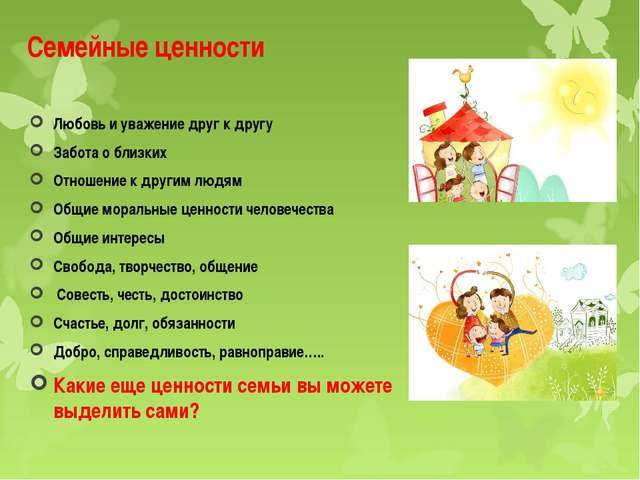 Семейные ценности
Любовь и уважение друг к другу
Забота о близких
Отношение к другим людям
Общие моральные ценности человечества
Общие интересы
Свобода, творчество, общение
Совесть, честь, достоинство
Счастье, долг, обязанности
Добро, справедливость, равноправие…..
Какие еще ценности семьи вы можете
выделить сами?